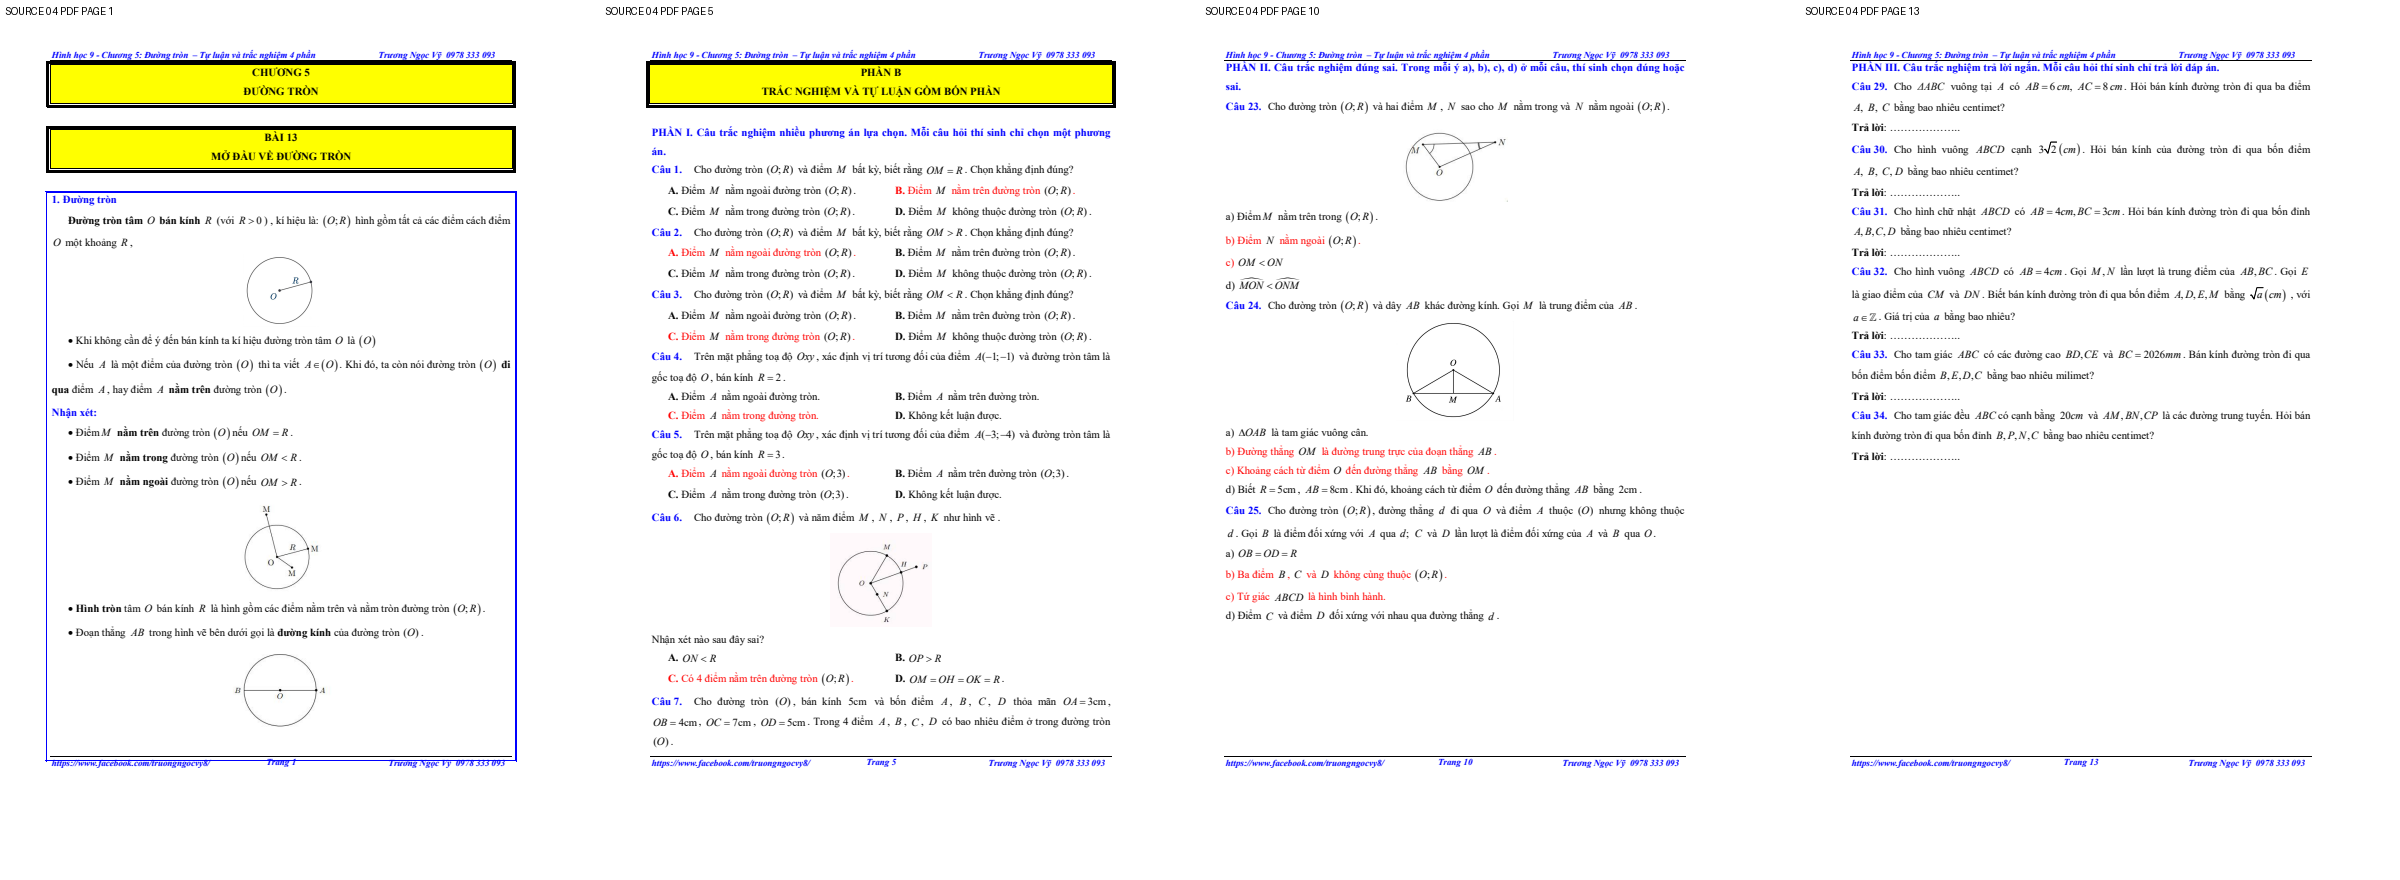 SOURCE 04 PDF PAGE 1
Hình học 9 - Chương 5: Đường tròn – Tự luận và trắc nghiệm 4 phần Trương Ngọc Vỹ 0978 333 093
CHƯƠNG 5
ĐƯỜNG TRÒN
BÀI 13
MỞ ĐẦU VỀ ĐƯỜNG TRÒN
1. Đường tròn
Đường tròn tâm O bán kính R (với R > 0), kí hiệu là: (O;R) hình gồm tất cả các điểm cách điểm
O một khoảng R,
R
O
• Khi không cần để ý đến bán kính ta kí hiệu đường tròn tâm O là (O)
• Nếu A là một điểm của đường tròn (O) thì ta viết A∈(O). Khi đó, ta còn nói đường tròn (O) đi
qua điểm A, hay điểm A nằm trên đường tròn (O).
Nhận xét:
• Điểm M nằm trên đường tròn (O) nếu OM = R.
• Điểm M nằm trong đường tròn (O) nếu OM < R.
• Điểm M nằm ngoài đường tròn (O) nếu OM > R.
M
R M
O
M
• Hình tròn tâm O bán kính R là hình gồm các điểm nằm trên và nằm tròn đường tròn (O;R).
• Đoạn thẳng AB trong hình vẽ bên dưới gọi là đường kính của đường tròn (O).
B O A
https://www.facebook.com/truongngocvy8/ Trang 1 Trương Ngọc Vỹ 0978 333 093
SOURCE 04 PDF PAGE 5
Hình học 9 - Chương 5: Đường tròn – Tự luận và trắc nghiệm 4 phần Trương Ngọc Vỹ 0978 333 093
PHẦN B
TRẮC NGHIỆM VÀ TỰ LUẬN GỒM BỐN PHẦN
PHẦN I. Câu trắc nghiệm nhiều phương án lựa chọn. Mỗi câu hỏi thí sinh chỉ chọn một phương
án.
Câu 1. Cho đường tròn (O;R) và điểm M bất kỳ, biết rằng OM = R. Chọn khẳng định đúng?
A. Điểm M nằm ngoài đường tròn (O;R). B. Điểm M nằm trên đường tròn (O;R).
C. Điểm M nằm trong đường tròn (O;R). D. Điểm M không thuộc đường tròn (O;R).
Câu 2. Cho đường tròn (O;R) và điểm M bất kỳ, biết rằng OM > R. Chọn khẳng định đúng?
A. Điểm M nằm ngoài đường tròn (O;R). B. Điểm M nằm trên đường tròn (O;R).
C. Điểm M nằm trong đường tròn (O;R). D. Điểm M không thuộc đường tròn (O;R).
Câu 3. Cho đường tròn (O;R) và điểm M bất kỳ, biết rằng OM < R. Chọn khẳng định đúng?
A. Điểm M nằm ngoài đường tròn (O;R). B. Điểm M nằm trên đường tròn (O;R).
C. Điểm M nằm trong đường tròn (O;R). D. Điểm M không thuộc đường tròn (O;R).
Câu 4. Trên mặt phẳng toạ độ Oxy, xác định vị trí tương đối của điểm A(−1;−1) và đường tròn tâm là
gốc toạ độ O, bán kính R = 2.
A. Điểm A nằm ngoài đường tròn. B. Điểm A nằm trên đường tròn.
C. Điểm A nằm trong đường tròn. D. Không kết luận được.
Câu 5. Trên mặt phẳng toạ độ Oxy, xác định vị trí tương đối của điểm A(−3;−4) và đường tròn tâm là
gốc toạ độ O, bán kính R = 3.
A. Điểm A nằm ngoài đường tròn (O;3). B. Điểm A nằm trên đường tròn (O;3).
C. Điểm A nằm trong đường tròn (O;3). D. Không kết luận được.
Câu 6. Cho đường tròn (O;R) và năm điểm M, N, P, H, K như hình vẽ.
M
H P
O
N
K
Nhận xét nào sau đây sai?
A. ON < R B. OP > R
C. Có 4 điểm nằm trên đường tròn (O;R). D. OM = OH = OK = R.
Câu 7. Cho đường tròn (O), bán kính 5cm và bốn điểm A, B, C, D thỏa mãn OA = 3cm,
OB = 4cm, OC = 7cm, OD = 5cm. Trong 4 điểm A, B, C, D có bao nhiêu điểm ở trong đường tròn
(O).
https://www.facebook.com/truongngocvy8/ Trang 5 Trương Ngọc Vỹ 0978 333 093
SOURCE 04 PDF PAGE 10
Hình học 9 - Chương 5: Đường tròn – Tự luận và trắc nghiệm 4 phần Trương Ngọc Vỹ 0978 333 093
PHẦN II. Câu trắc nghiệm đúng sai. Trong mỗi ý a), b), c), d) ở mỗi câu, thí sinh chọn đúng hoặc
sai.
Câu 23. Cho đường tròn (O;R) và hai điểm M, N sao cho M nằm trong và N nằm ngoài (O;R).
M N
O
a) Điểm M nằm trên trong (O;R).
b) Điểm N nằm ngoài (O;R).
c) OM < ON
d) \widehat{MON} < \widehat{ONM}
Câu 24. Cho đường tròn (O;R) và dây AB khác đường kính. Gọi M là trung điểm của AB.
O
B M A
a) ΔOAB là tam giác vuông cân.
b) Đường thẳng OM là đường trung trực của đoạn thẳng AB.
c) Khoảng cách từ điểm O đến đường thẳng AB bằng OM.
d) Biết R = 5cm, AB = 8cm. Khi đó, khoảng cách từ điểm O đến đường thẳng AB bằng 2cm.
Câu 25. Cho đường tròn (O;R), đường thẳng d đi qua O và điểm A thuộc (O) nhưng không thuộc
d. Gọi B là điểm đối xứng với A qua d; C và D lần lượt là điểm đối xứng của A và B qua O.
a) OB = OD = R
b) Ba điểm B, C và D không cùng thuộc (O;R).
c) Tứ giác ABCD là hình bình hành.
d) Điểm C và điểm D đối xứng với nhau qua đường thẳng d.
https://www.facebook.com/truongngocvy8/ Trang 10 Trương Ngọc Vỹ 0978 333 093
SOURCE 04 PDF PAGE 13
Hình học 9 - Chương 5: Đường tròn – Tự luận và trắc nghiệm 4 phần Trương Ngọc Vỹ 0978 333 093
PHẦN III. Câu trắc nghiệm trả lời ngắn. Mỗi câu hỏi thí sinh chỉ trả lời đáp án.
Câu 29. Cho ΔABC vuông tại A có AB = 6cm, AC = 8cm. Hỏi bán kính đường tròn đi qua ba điểm
A, B, C bằng bao nhiêu centimet?
Trả lời: ………………..
Câu 30. Cho hình vuông ABCD cạnh 3√2(cm). Hỏi bán kính của đường tròn đi qua bốn điểm
A, B, C, D bằng bao nhiêu centimet?
Trả lời: ………………..
Câu 31. Cho hình chữ nhật ABCD có AB = 4cm, BC = 3cm. Hỏi bán kính đường tròn đi qua bốn đỉnh
A, B, C, D bằng bao nhiêu centimet?
Trả lời: ………………..
Câu 32. Cho hình vuông ABCD có AB = 4cm. Gọi M, N lần lượt là trung điểm của AB, BC. Gọi E
là giao điểm của CM và DN. Biết bán kính đường tròn đi qua bốn điểm A, D, E, M bằng √a(cm), với
a∈ℤ. Giá trị của a bằng bao nhiêu?
Trả lời: ………………..
Câu 33. Cho tam giác ABC có các đường cao BD, CE và BC = 2026mm. Bán kính đường tròn đi qua
bốn điểm bốn điểm B, E, D, C bằng bao nhiêu milimet?
Trả lời: ………………..
Câu 34. Cho tam giác đều ABC có cạnh bằng 20cm và AM, BN, CP là các đường trung tuyến. Hỏi bán
kính đường tròn đi qua bốn đỉnh B, P, N, C bằng bao nhiêu centimet?
Trả lời: ………………..
https://www.facebook.com/truongngocvy8/ Trang 13 Trương Ngọc Vỹ 0978 333 093